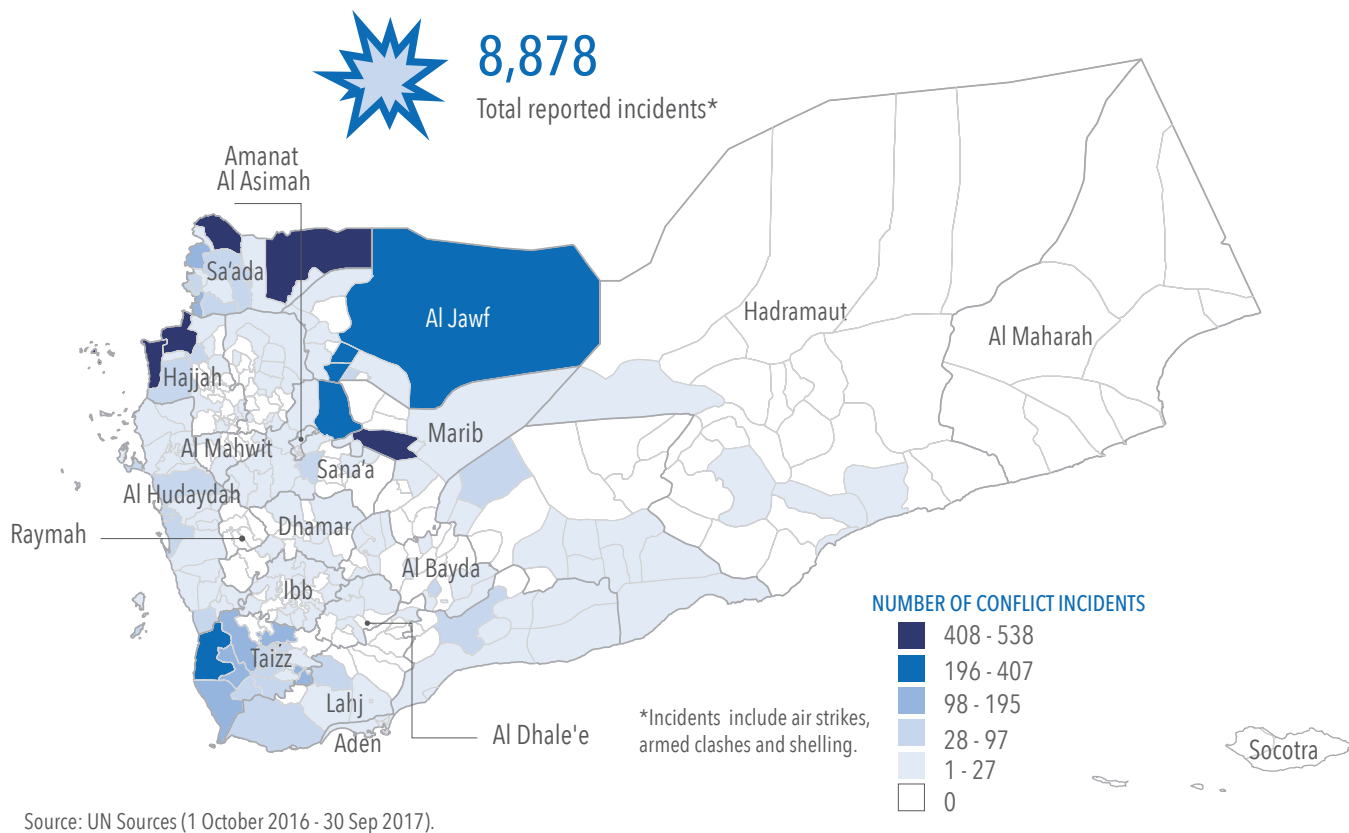 8,878
Total reported incidents*
Amanat
Al Asimah
Sa'ada
Al Jawf
Hadramaut
Al Maharah
Hajjah
Marib
Al Mahwit
Sana'a
Al Hudaydah
Dhamar
Raymah
Al Bayda
Ibb
Taizz
Lahj
Aden
Al Dhale'e
Socotra
NUMBER OF CONFLICT INCIDENTS
408 - 538
196 - 407
98 - 195
28 - 97
1 - 27
0
*Incidents include air strikes,
armed clashes and shelling.
Source: UN Sources (1 October 2016 - 30 Sep 2017).